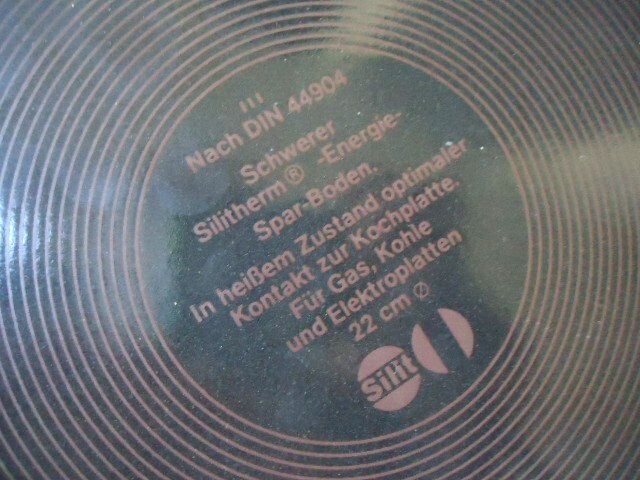 Nach DIN 44904
Schwerer
Silitherm® -Energie-
Spar-Boden.
In heißem Zustand optimaler
Kontakt zur Kochplatte.
Für Gas, Kohle
und Elektroplatten
22 cm ∅
Silit